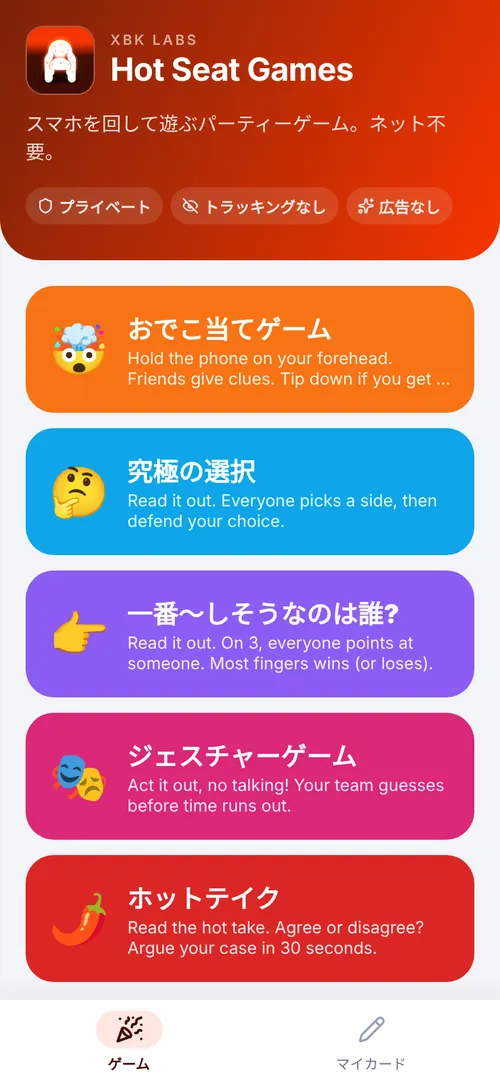 XBK LABS
Hot Seat Games
スマホを回して遊ぶパーティーゲーム。ネット不
要。
プライベート
トラッキングなし
広告なし
おでこ当てゲーム
Hold the phone on your forehead.
Friends give clues. Tip down if you get ...
究極の選択
Read it out. Everyone picks a side, then
defend your choice.
一番〜しそうなのは誰?
Read it out. On 3, everyone points at
someone. Most fingers wins (or loses).
ジェスチャーゲーム
Act it out, no talking! Your team guesses
before time runs out.
ホットテイク
Read the hot take. Agree or disagree?
Argue your case in 30 seconds.
ゲーム
マイカード